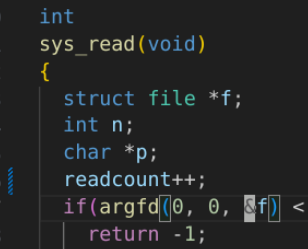 int
sys_read(void)
{
struct file *f;
int n;
char *p;
readcount++;
if(argfd(0, 0, &f) <
return -1;